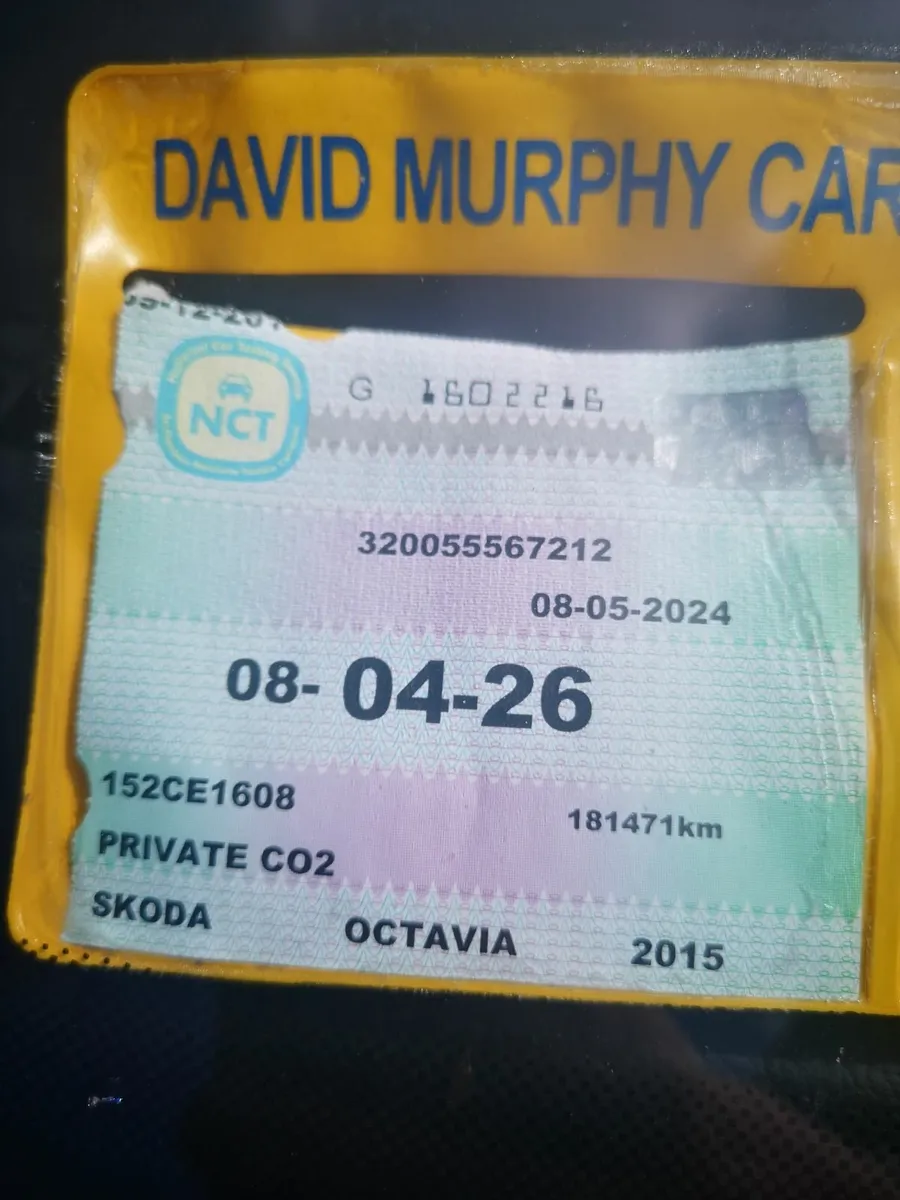 DAVID MURPHY CAR
NCT
G 1602216
320055567212
08-05-2024
08- 04-26
152CE1608
181471km
PRIVATE CO2
SKODA OCTAVIA 2015